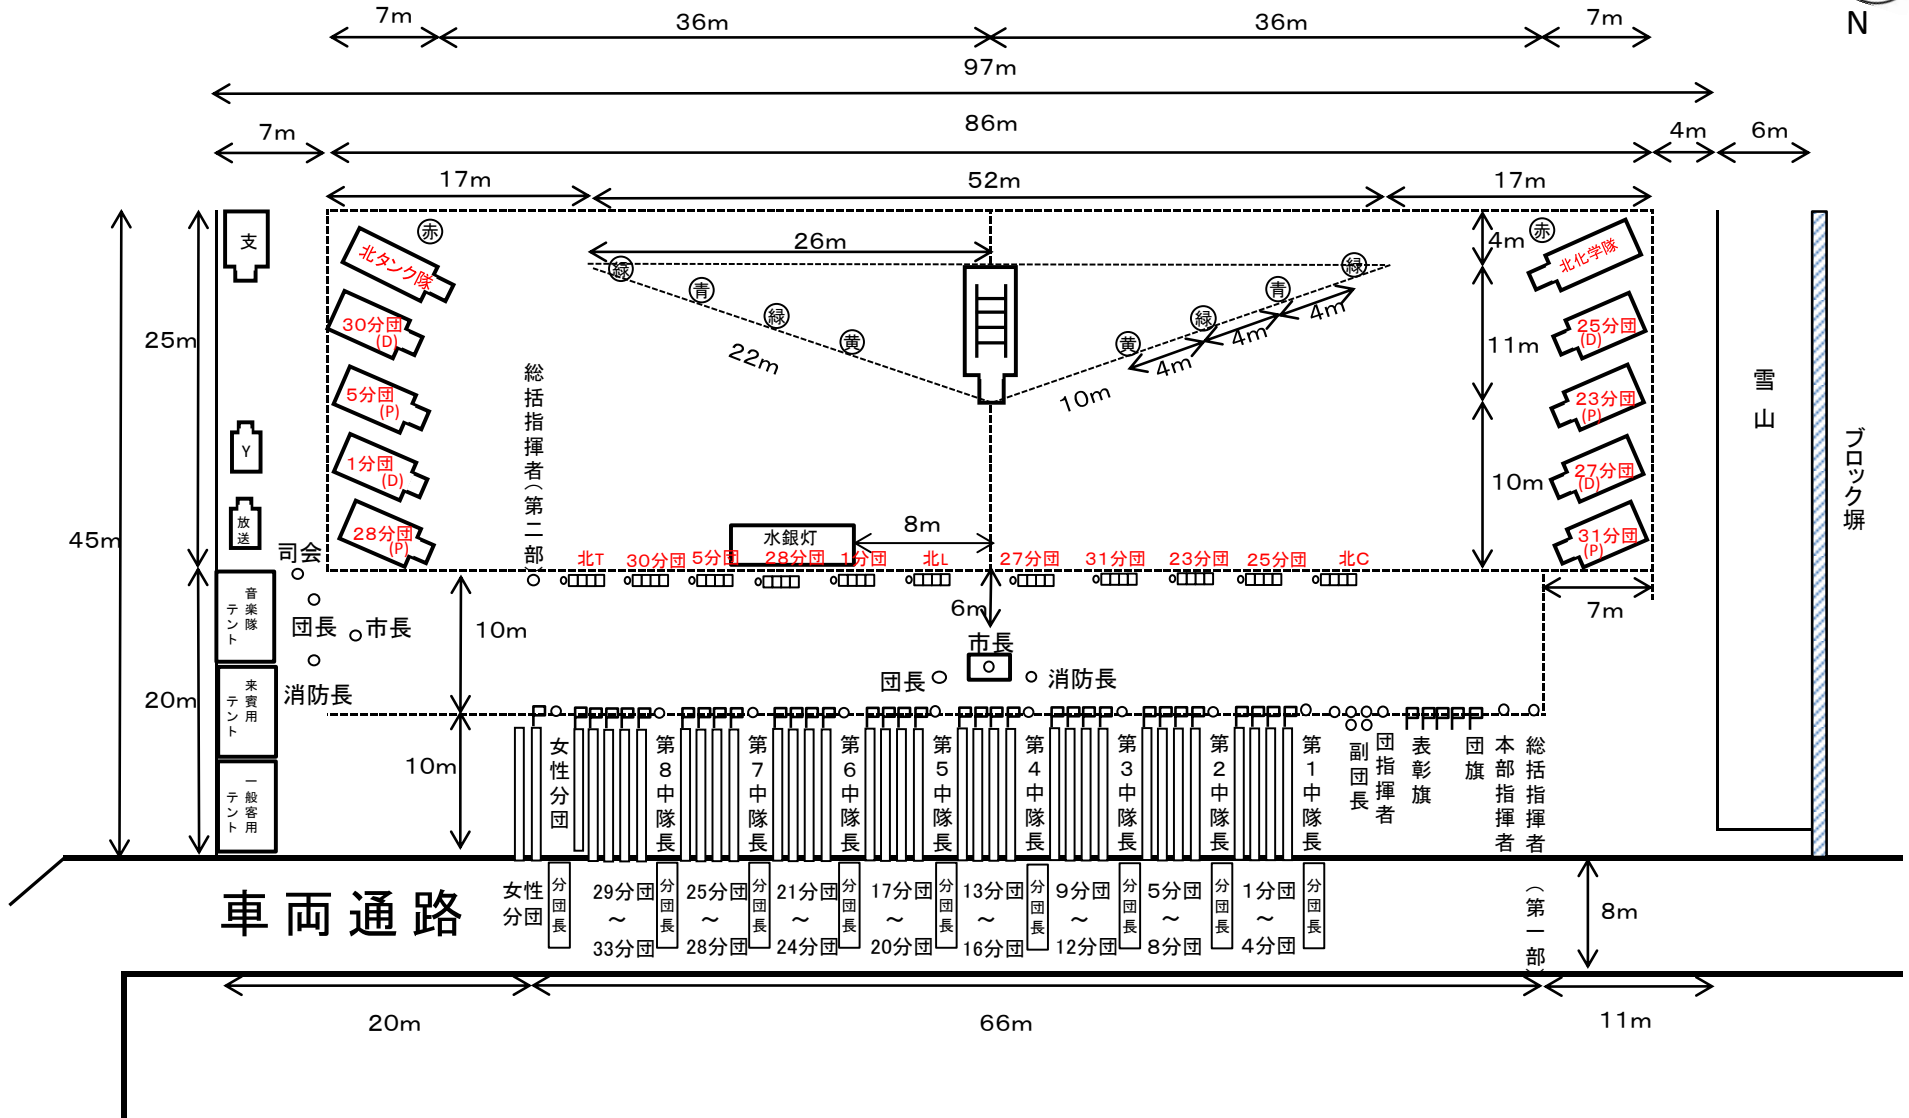 7m
36m
36m
7m
N
97m
7m
86m
4m
6m
17m
52m
17m
支
赤
26m
4m
赤
北タンク隊
緑
緑
北化学隊
青
青
30分団
(D)
緑
緑
25分団
(D)
25m
黄
黄
4m
4m
4m
11m
22m
10m
総括指揮者（第二部）
5分団
(P)
23分団
(P)
雪山
Y
1分団
(D)
27分団
(D)
10m
ブロック塀
放送
28分団
(P)
水銀灯
8m
31分団
(P)
45m
司会
北T
30分団
5分団
28分団
1分団
北L
27分団
31分団
23分団
25分団
北C
音楽隊
テント
団長
市長
10m
6m
7m
市長
団長
消防長
来賓用
テント
消防長
20m
10m
一般客用
テント
女性分団
第8中隊長
第7中隊長
第6中隊長
第5中隊長
第4中隊長
第3中隊長
第2中隊長
第1中隊長
副団長
団指揮者
表彰旗
団旗
本部指揮者
総括指揮者
（第一部）
車両通路
女性
分団
分団長
29分団
～
33分団
分団長
25分団
～
28分団
分団長
21分団
～
24分団
分団長
17分団
～
20分団
分団長
13分団
～
16分団
分団長
9分団
～
12分団
分団長
5分団
～
8分団
分団長
1分団
～
4分団
分団長
8m
20m
66m
11m